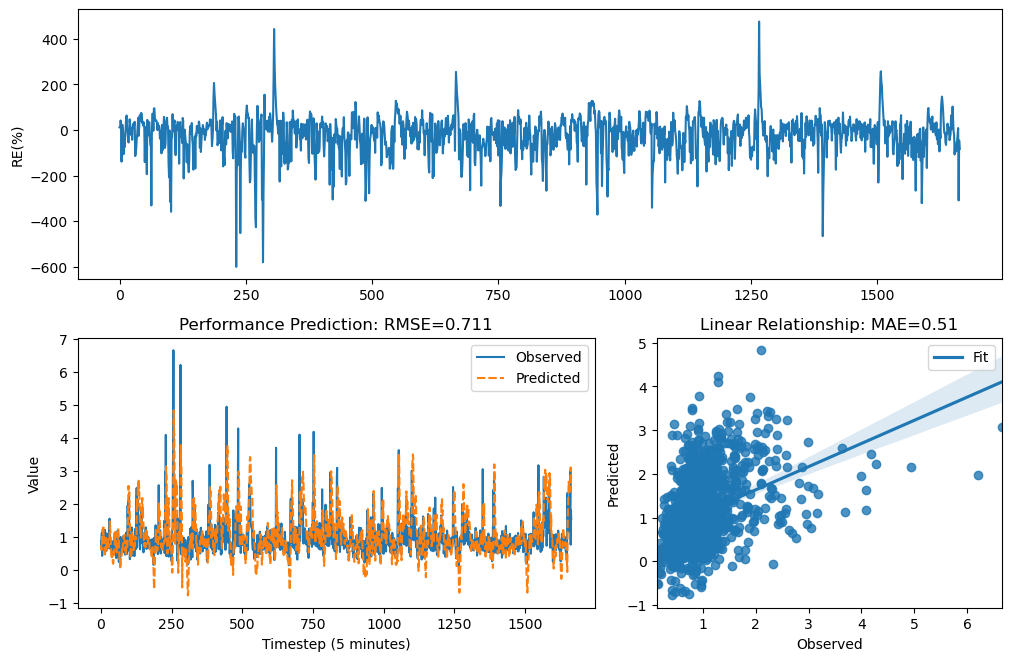 400
200
0
−200
−400
−600
RE(%)
0 250 500 750 1000 1250 1500
Performance Prediction: RMSE=0.711
7
6
5
4
3
2
1
0
−1
Value
Observed
Predicted
0 250 500 750 1000 1250 1500
Timestep (5 minutes)
Linear Relationship: MAE=0.51
5
4
3
2
1
0
−1
Predicted
Fit
1 2 3 4 5 6
Observed